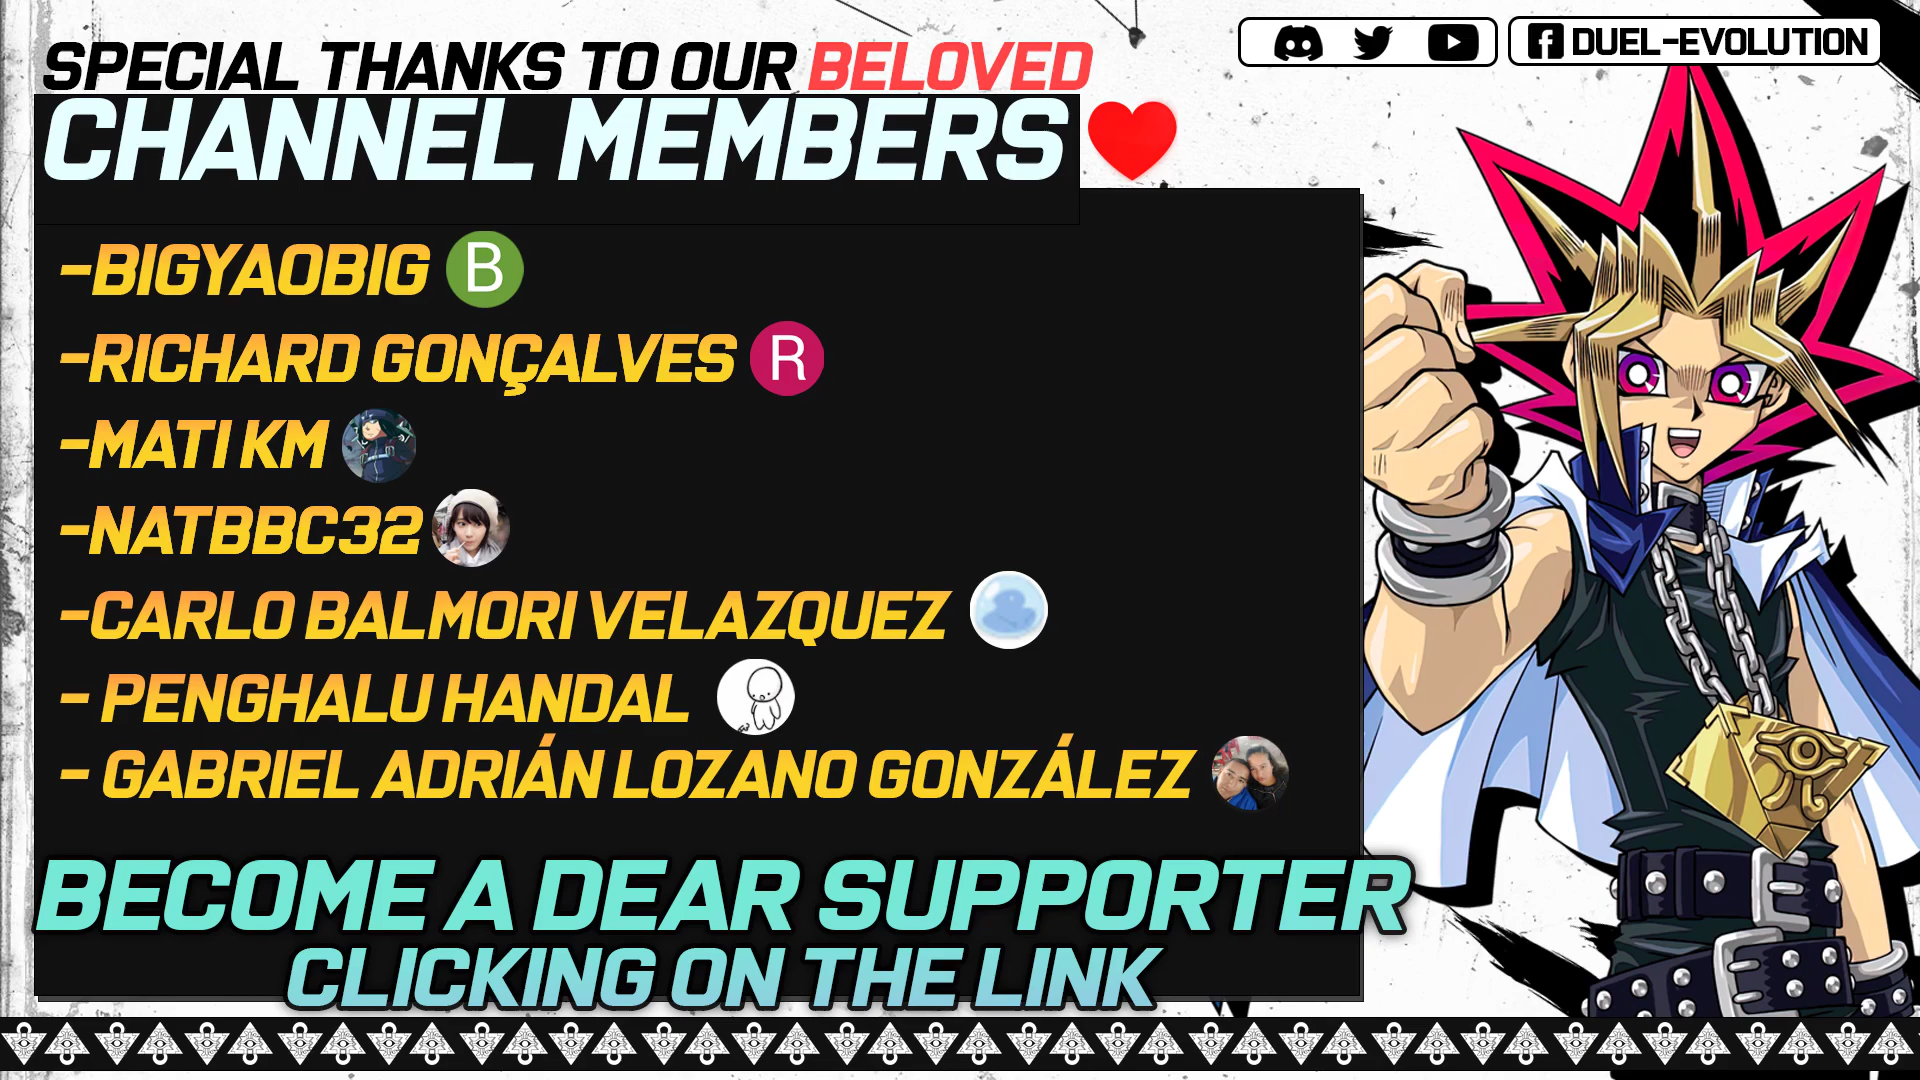 DUEL-EVOLUTION
SPECIAL THANKS TO OUR BELOVED
CHANNEL MEMBERS
-BIGYAOBIG B
-RICHARD GONÇALVES R
-MATI KM
-NATBBC32
-CARLO BALMORI VELAZQUEZ
- PENGHALU HANDAL
- GABRIEL ADRIÁN LOZANO GONZÁLEZ
BECOME A DEAR SUPPORTER
CLICKING ON THE LINK